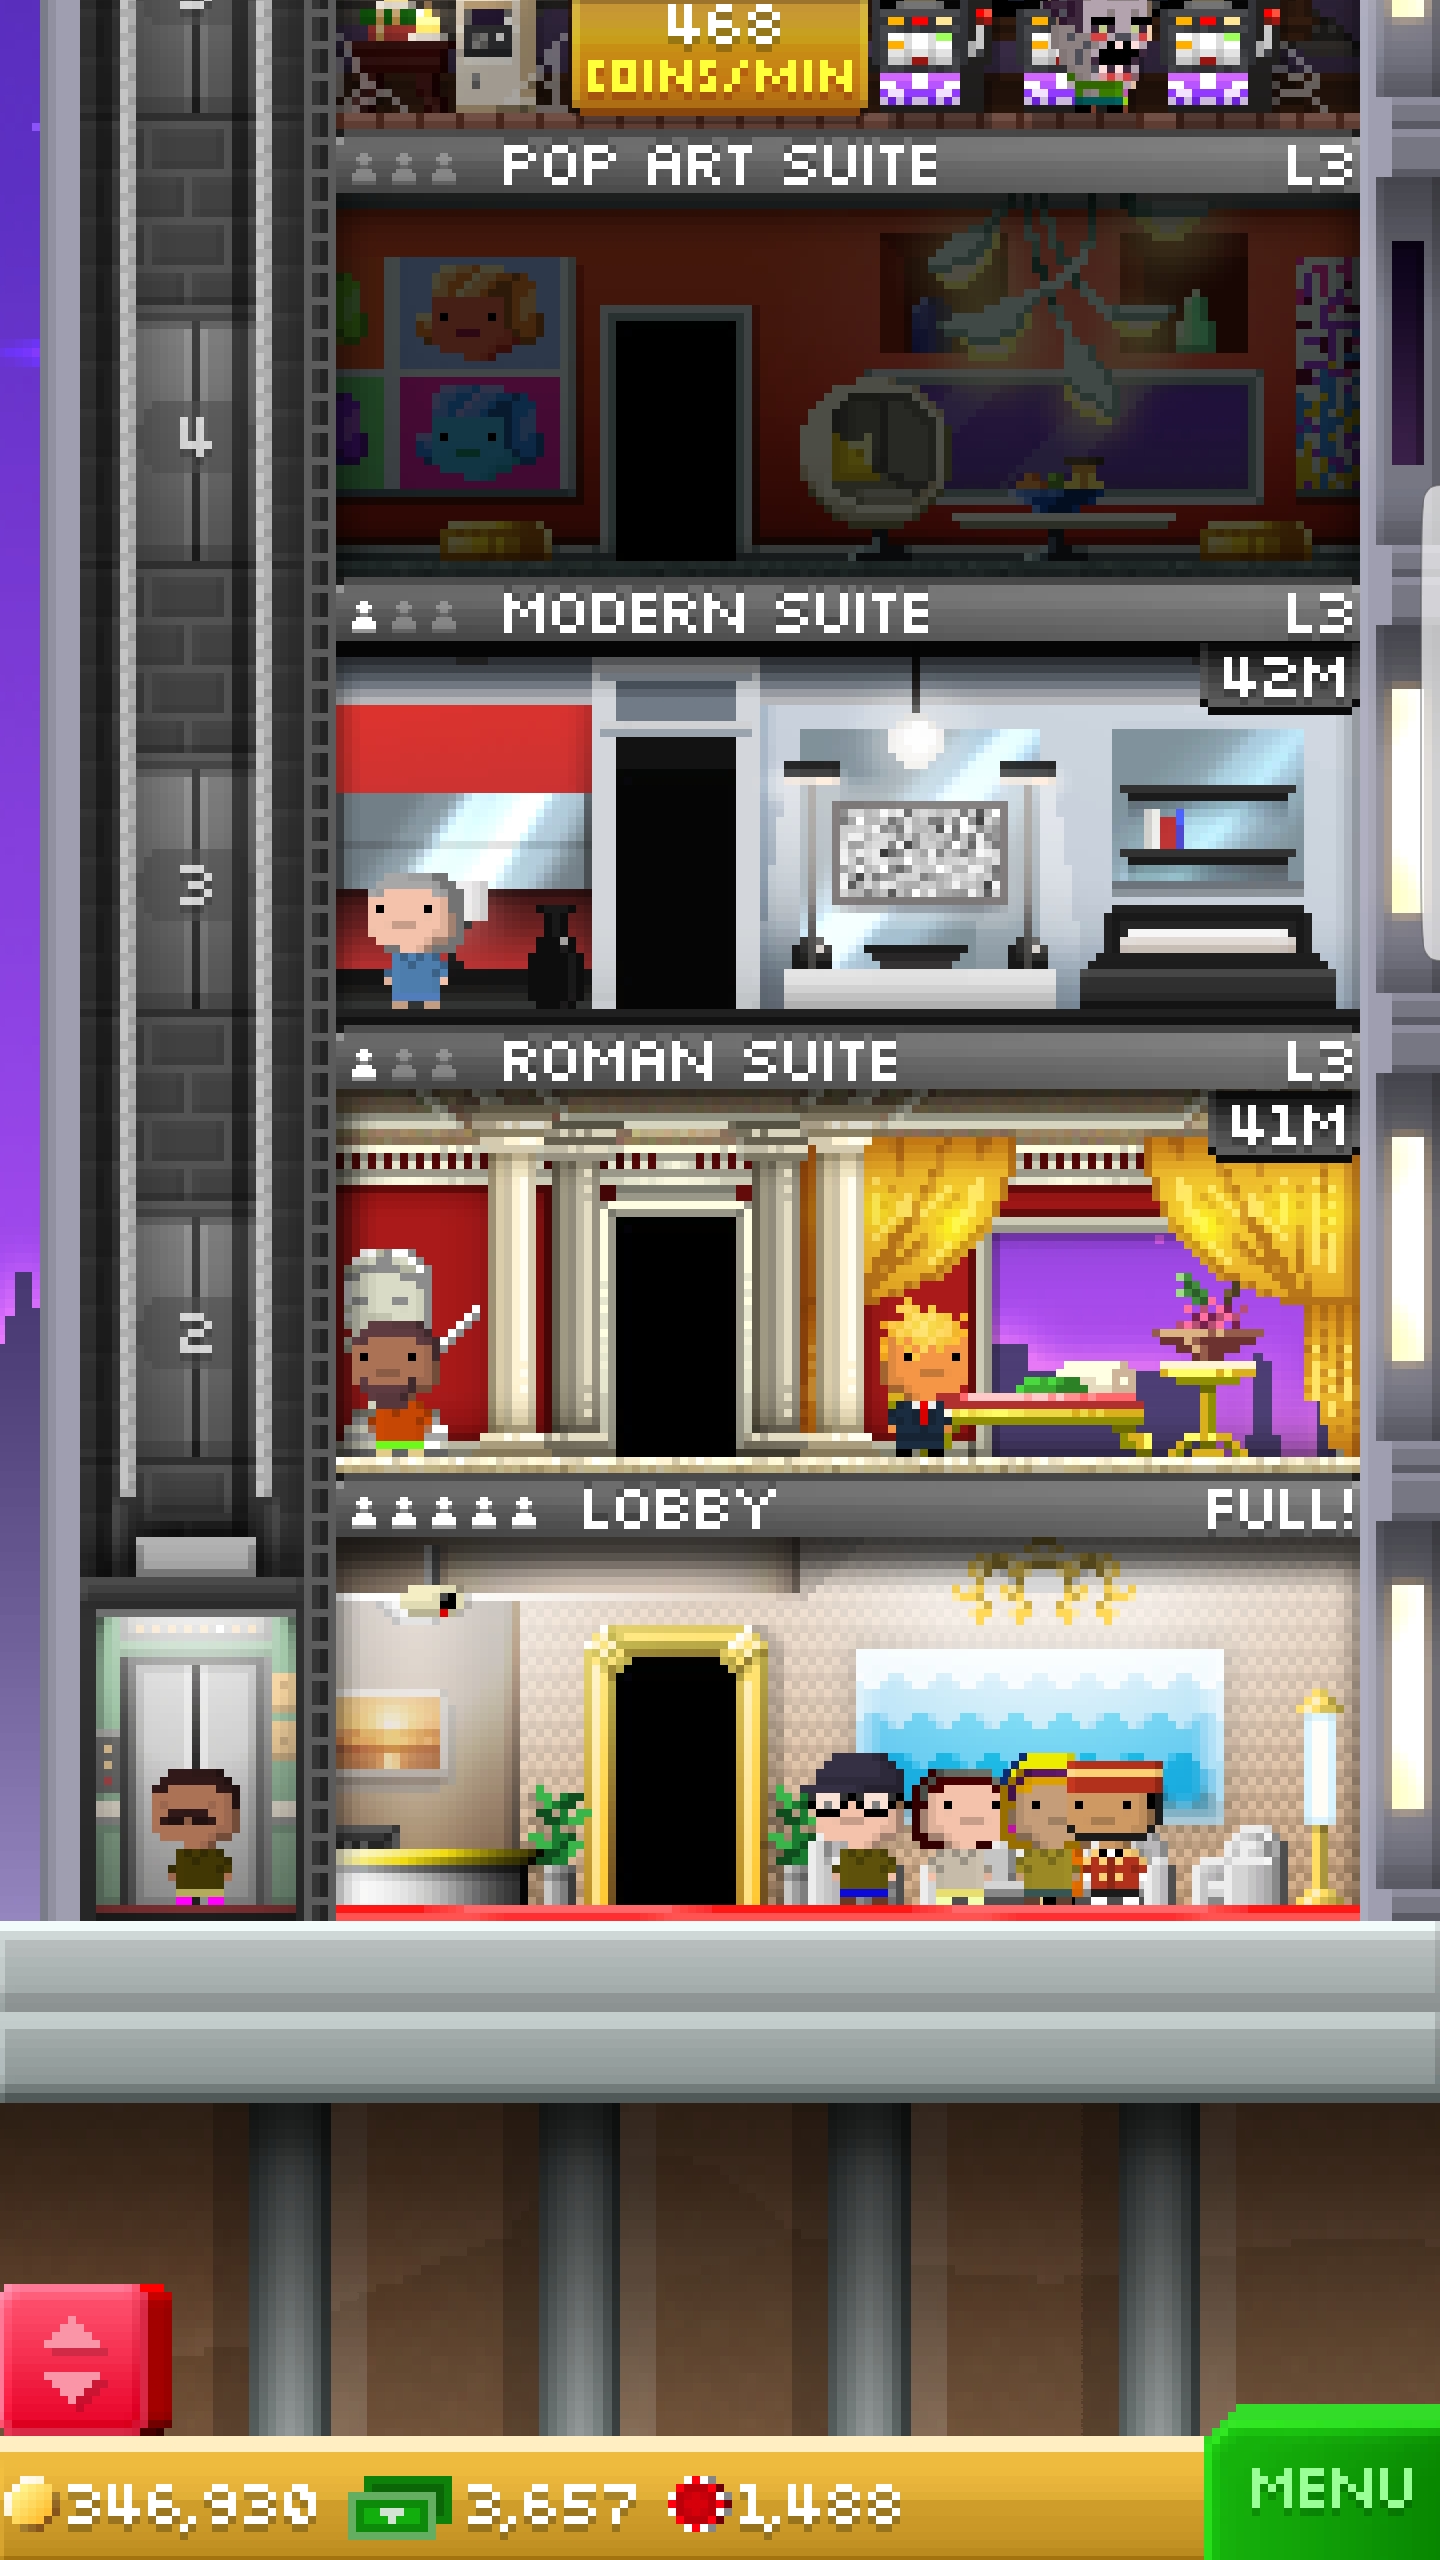 468
COINS/MIN
POP ART SUITE L3
4
MODERN SUITE L3
42M
3
ROMAN SUITE L3
41M
2
LOBBY FULL!
346,930 3,657 1,488
MENU